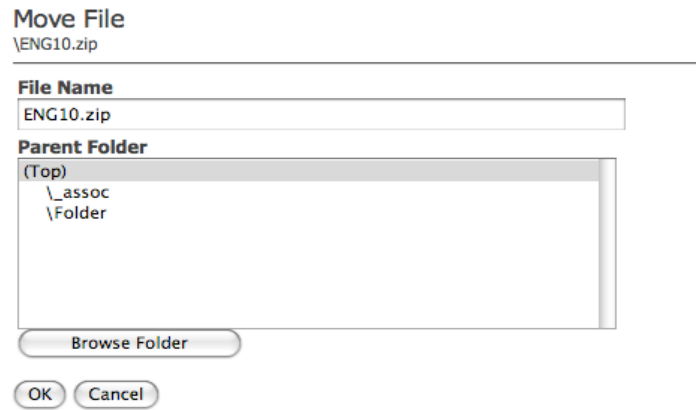 Move File
\ENG10.zip
File Name
ENG10.zip
Parent Folder
(Top)
\_assoc
\Folder
Browse Folder
OK Cancel